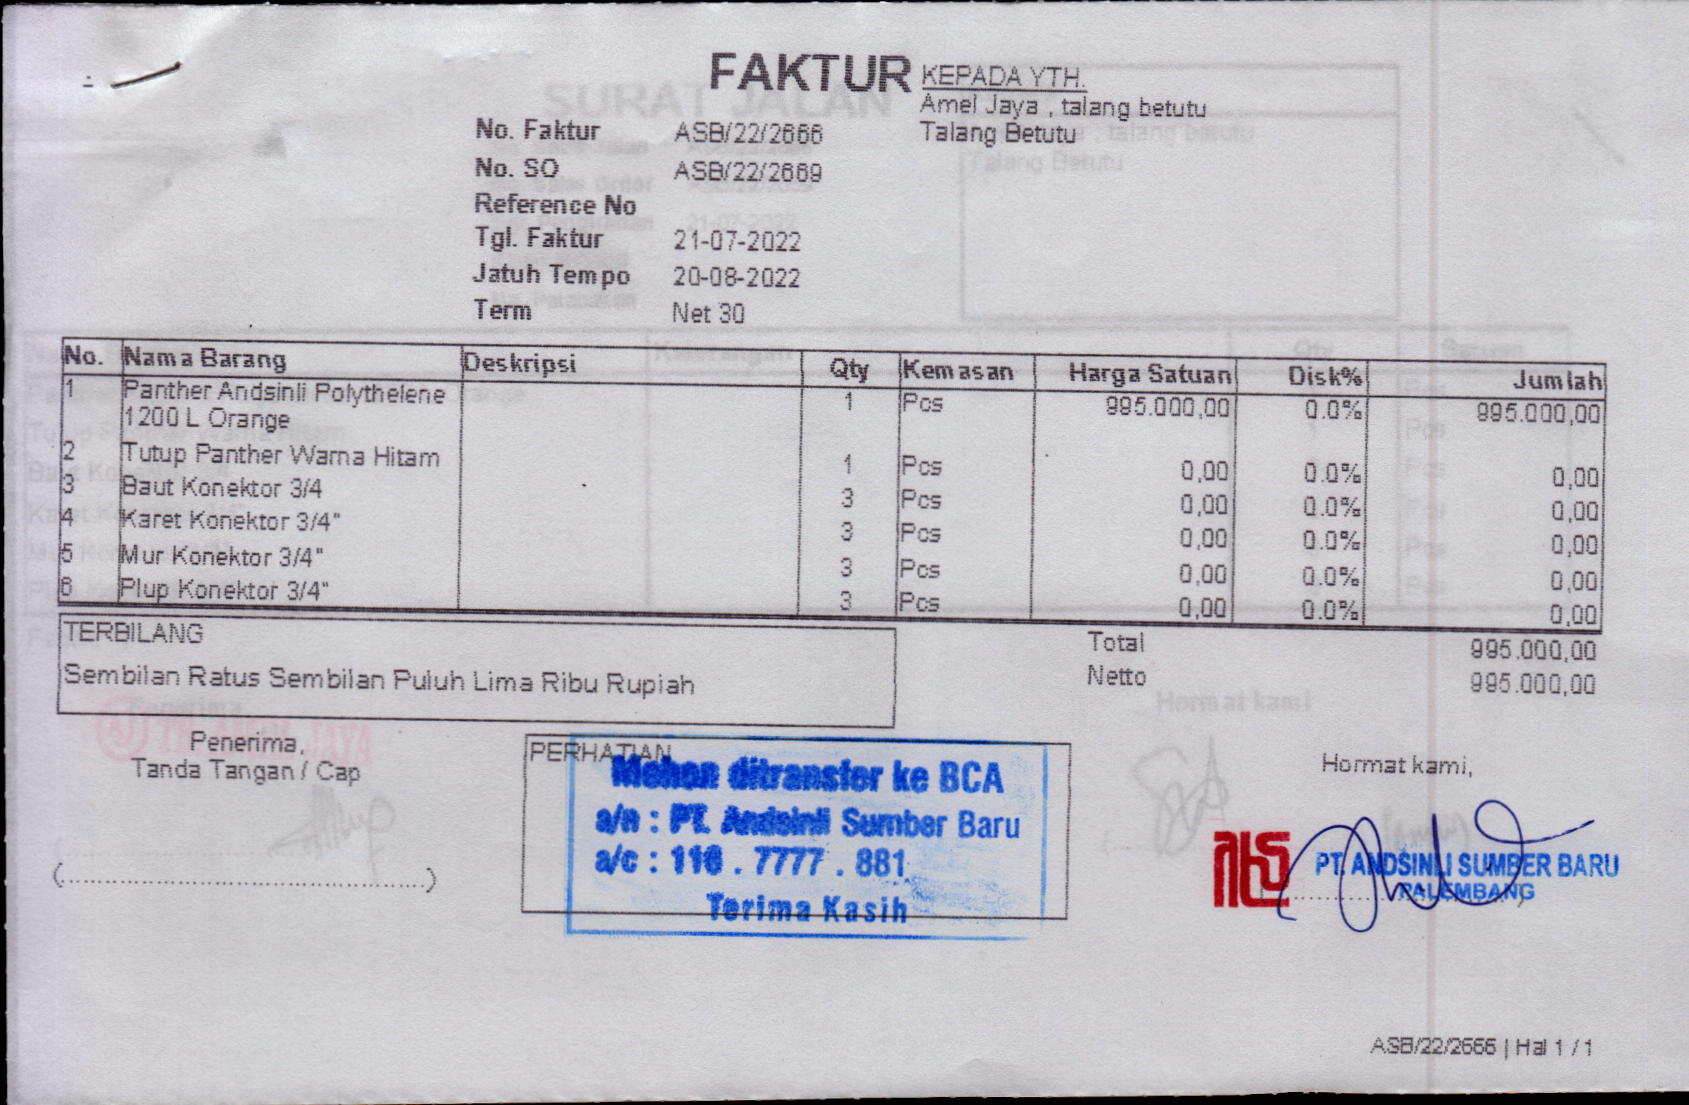 FAKTUR
KEPADA YTH.
Amel Jaya , talang betutu
Talang Betutu
No. Faktur ASB/22/2666
No. SO ASB/22/2669
Reference No
Tgl. Faktur 21-07-2022
Jatuh Tempo 20-08-2022
Term Net 30
No. Nama Barang Deskripsi Qty Kemasan Harga Satuan Disk% Jumlah
1 Panther Andsinli Polythelene 1 Pcs 995.000,00 0.0% 995.000,00
1200 L Orange
2 Tutup Panther Warna Hitam 1 Pcs 0,00 0.0% 0,00
3 Baut Konektor 3/4 3 Pcs 0,00 0.0% 0,00
4 Karet Konektor 3/4" 3 Pcs 0,00 0.0% 0,00
5 Mur Konektor 3/4" 3 Pcs 0,00 0.0% 0,00
6 Plup Konektor 3/4" 3 Pcs 0,00 0.0% 0,00
TERBILANG
Sembilan Ratus Sembilan Puluh Lima Ribu Rupiah
Total 995.000,00
Netto 995.000,00
Penerima,
Tanda Tangan / Cap
(..........................................)
PERHATIAN
Mohon ditransfer ke BCA
a/n : PT. Andsinli Sumber Baru
a/c : 116 . 7777 . 881
Terima Kasih
Hormat kami,
PT. ANDSINLI SUMBER BARU
PALEMBANG
ASB/22/2666 | Hal 1 / 1